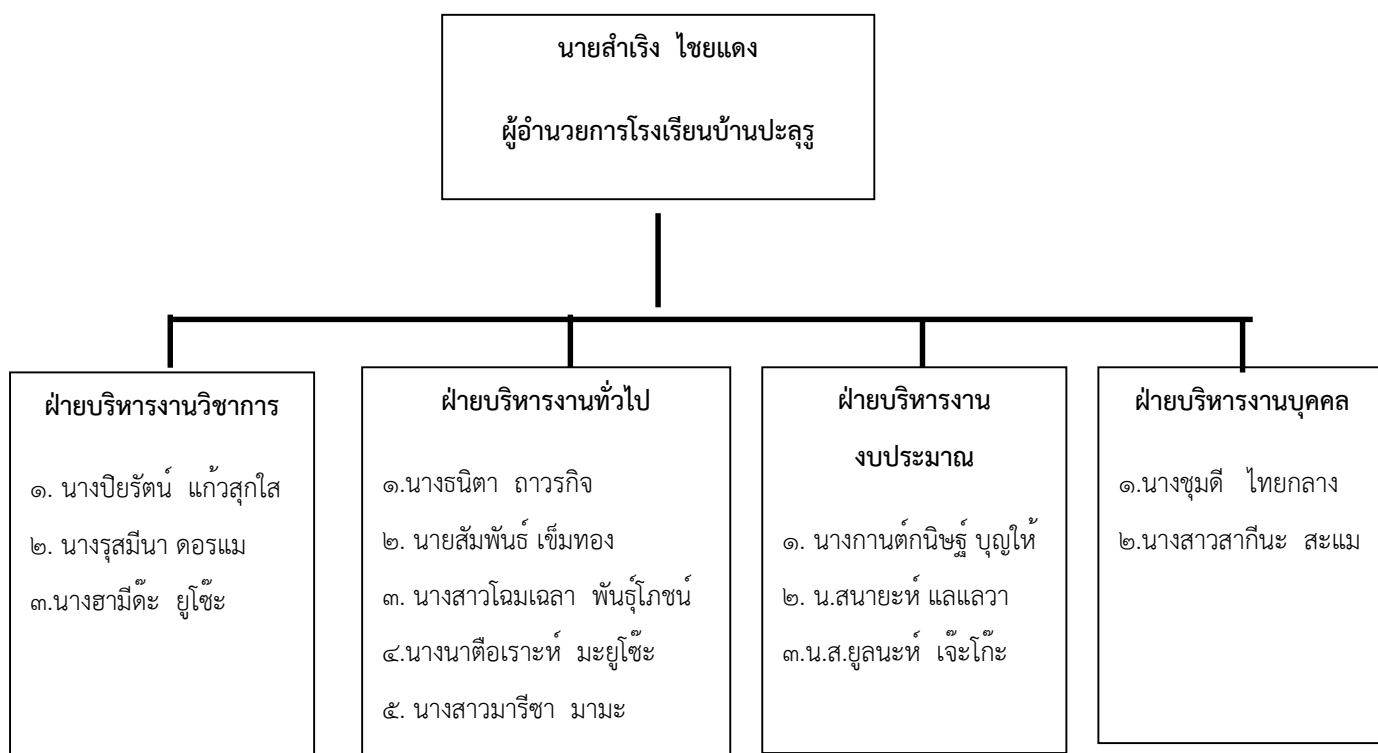 นายสำเริง ไชยแดง
ผู้อำนวยการโรงเรียนบ้านปะลุรู
ฝ่ายบริหารงานวิชาการ
๑. นางปิยรัตน์ แก้วสุกใส
๒. นางรุสมีนา ดอรแม
๓.นางฮามีด๊ะ ยูโซ๊ะ
ฝ่ายบริหารงานทั่วไป
๑.นางธนิตา ถาวรกิจ
๒. นายสัมพันธ์ เข็มทอง
๓. นางสาวโฉมเฉลา พันธุ์โภชน์
๔.นางนาตือเราะห์ มะยูโซ๊ะ
๕. นางสาวมารีซา มามะ
ฝ่ายบริหารงาน
งบประมาณ
๑. นางกานต์กนิษฐ์ บุญให้
๒. น.สนายะห์ แลแลวา
๓.น.ส.ยูลนะห์ เจ๊ะโก๊ะ
ฝ่ายบริหารงานบุคคล
๑.นางชุมดี ไทยกลาง
๒.นางสาวสากีนะ สะแม